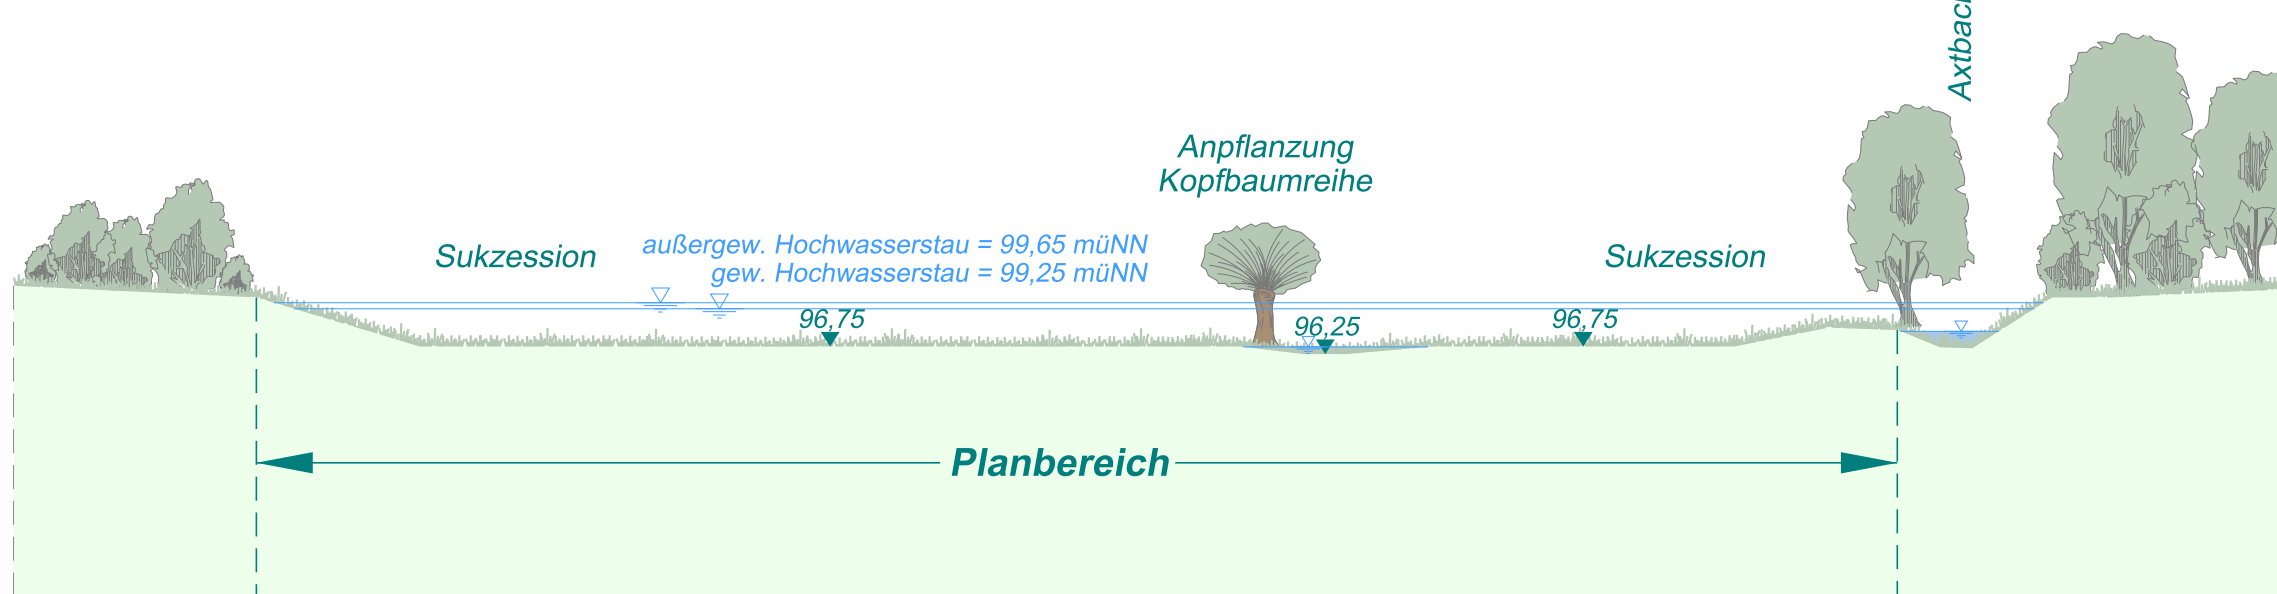 Axtbach
Anpflanzung
Kopfbaumreihe
Sukzession
außergew. Hochwasserstau = 99,65 müNN
gew. Hochwasserstau = 99,25 müNN
Sukzession
96,75
96,25
96,75
Planbereich